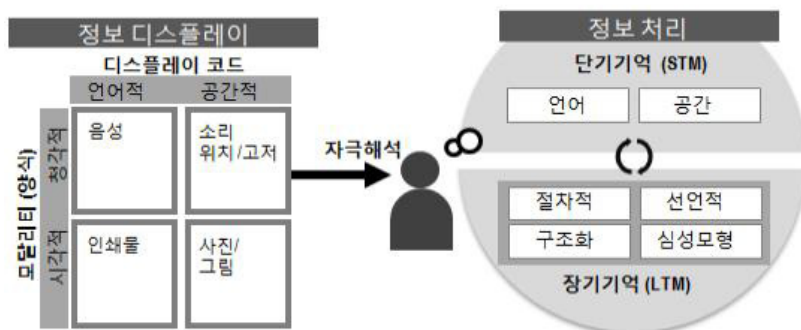 정보 디스플레이
디스플레이 코드
언어적
공간적
모달리티 (양식)
청각적
음성
소리
위치/고저
시각적
인쇄물
사진/
그림
자극해석
정보 처리
단기기억 (STM)
언어
공간
절차적
선언적
구조화
심성모형
장기기억 (LTM)